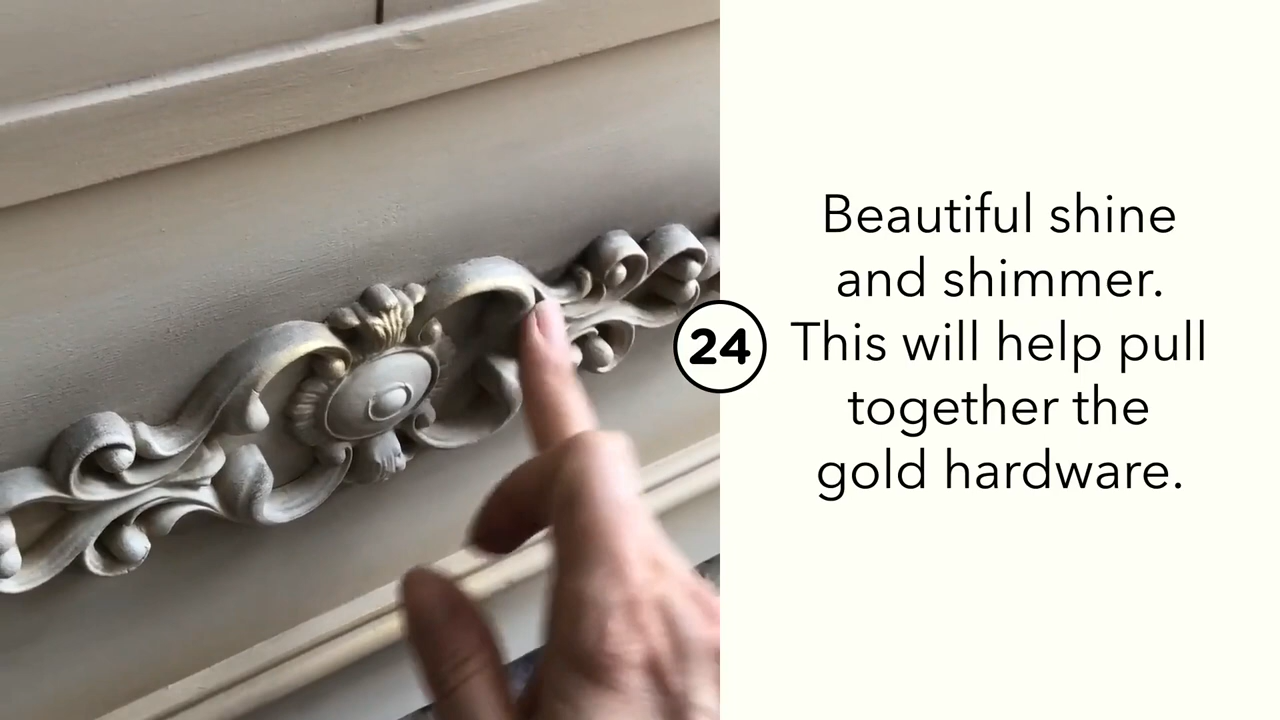 24
Beautiful shine
and shimmer.
This will help pull
together the
gold hardware.